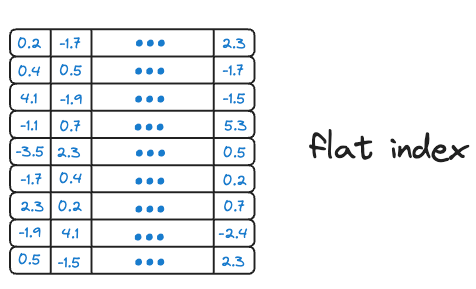 0.2 -1.7 ••• 2.3
0.4 0.5 ••• -1.7
4.1 -1.9 ••• -1.5
-1.1 0.7 ••• 5.3
-3.5 2.3 ••• 0.5
-1.7 0.4 ••• 0.2
2.3 0.2 ••• 0.7
-1.9 4.1 ••• -2.4
0.5 -1.5 ••• 2.3
flat index